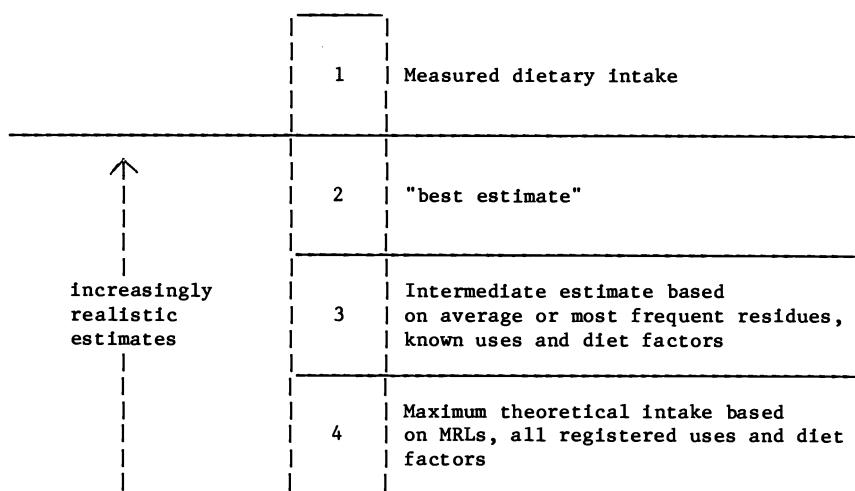 1 Measured dietary intake
2 "best estimate"
increasingly
realistic
estimates
3 Intermediate estimate based
on average or most frequent residues,
known uses and diet factors
4 Maximum theoretical intake based
on MRLs, all registered uses and diet
factors